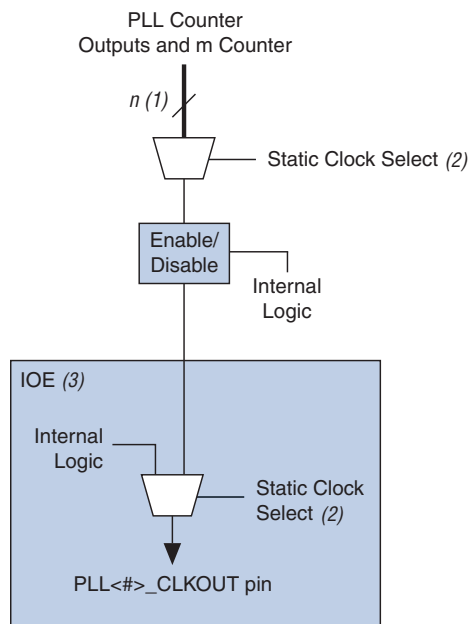 PLL Counter
Outputs and m Counter
n (1)
Static Clock Select (2)
Enable/
Disable
Internal
Logic
IOE (3)
Internal
Logic
Static Clock
Select (2)
PLL<#>_CLKOUT pin